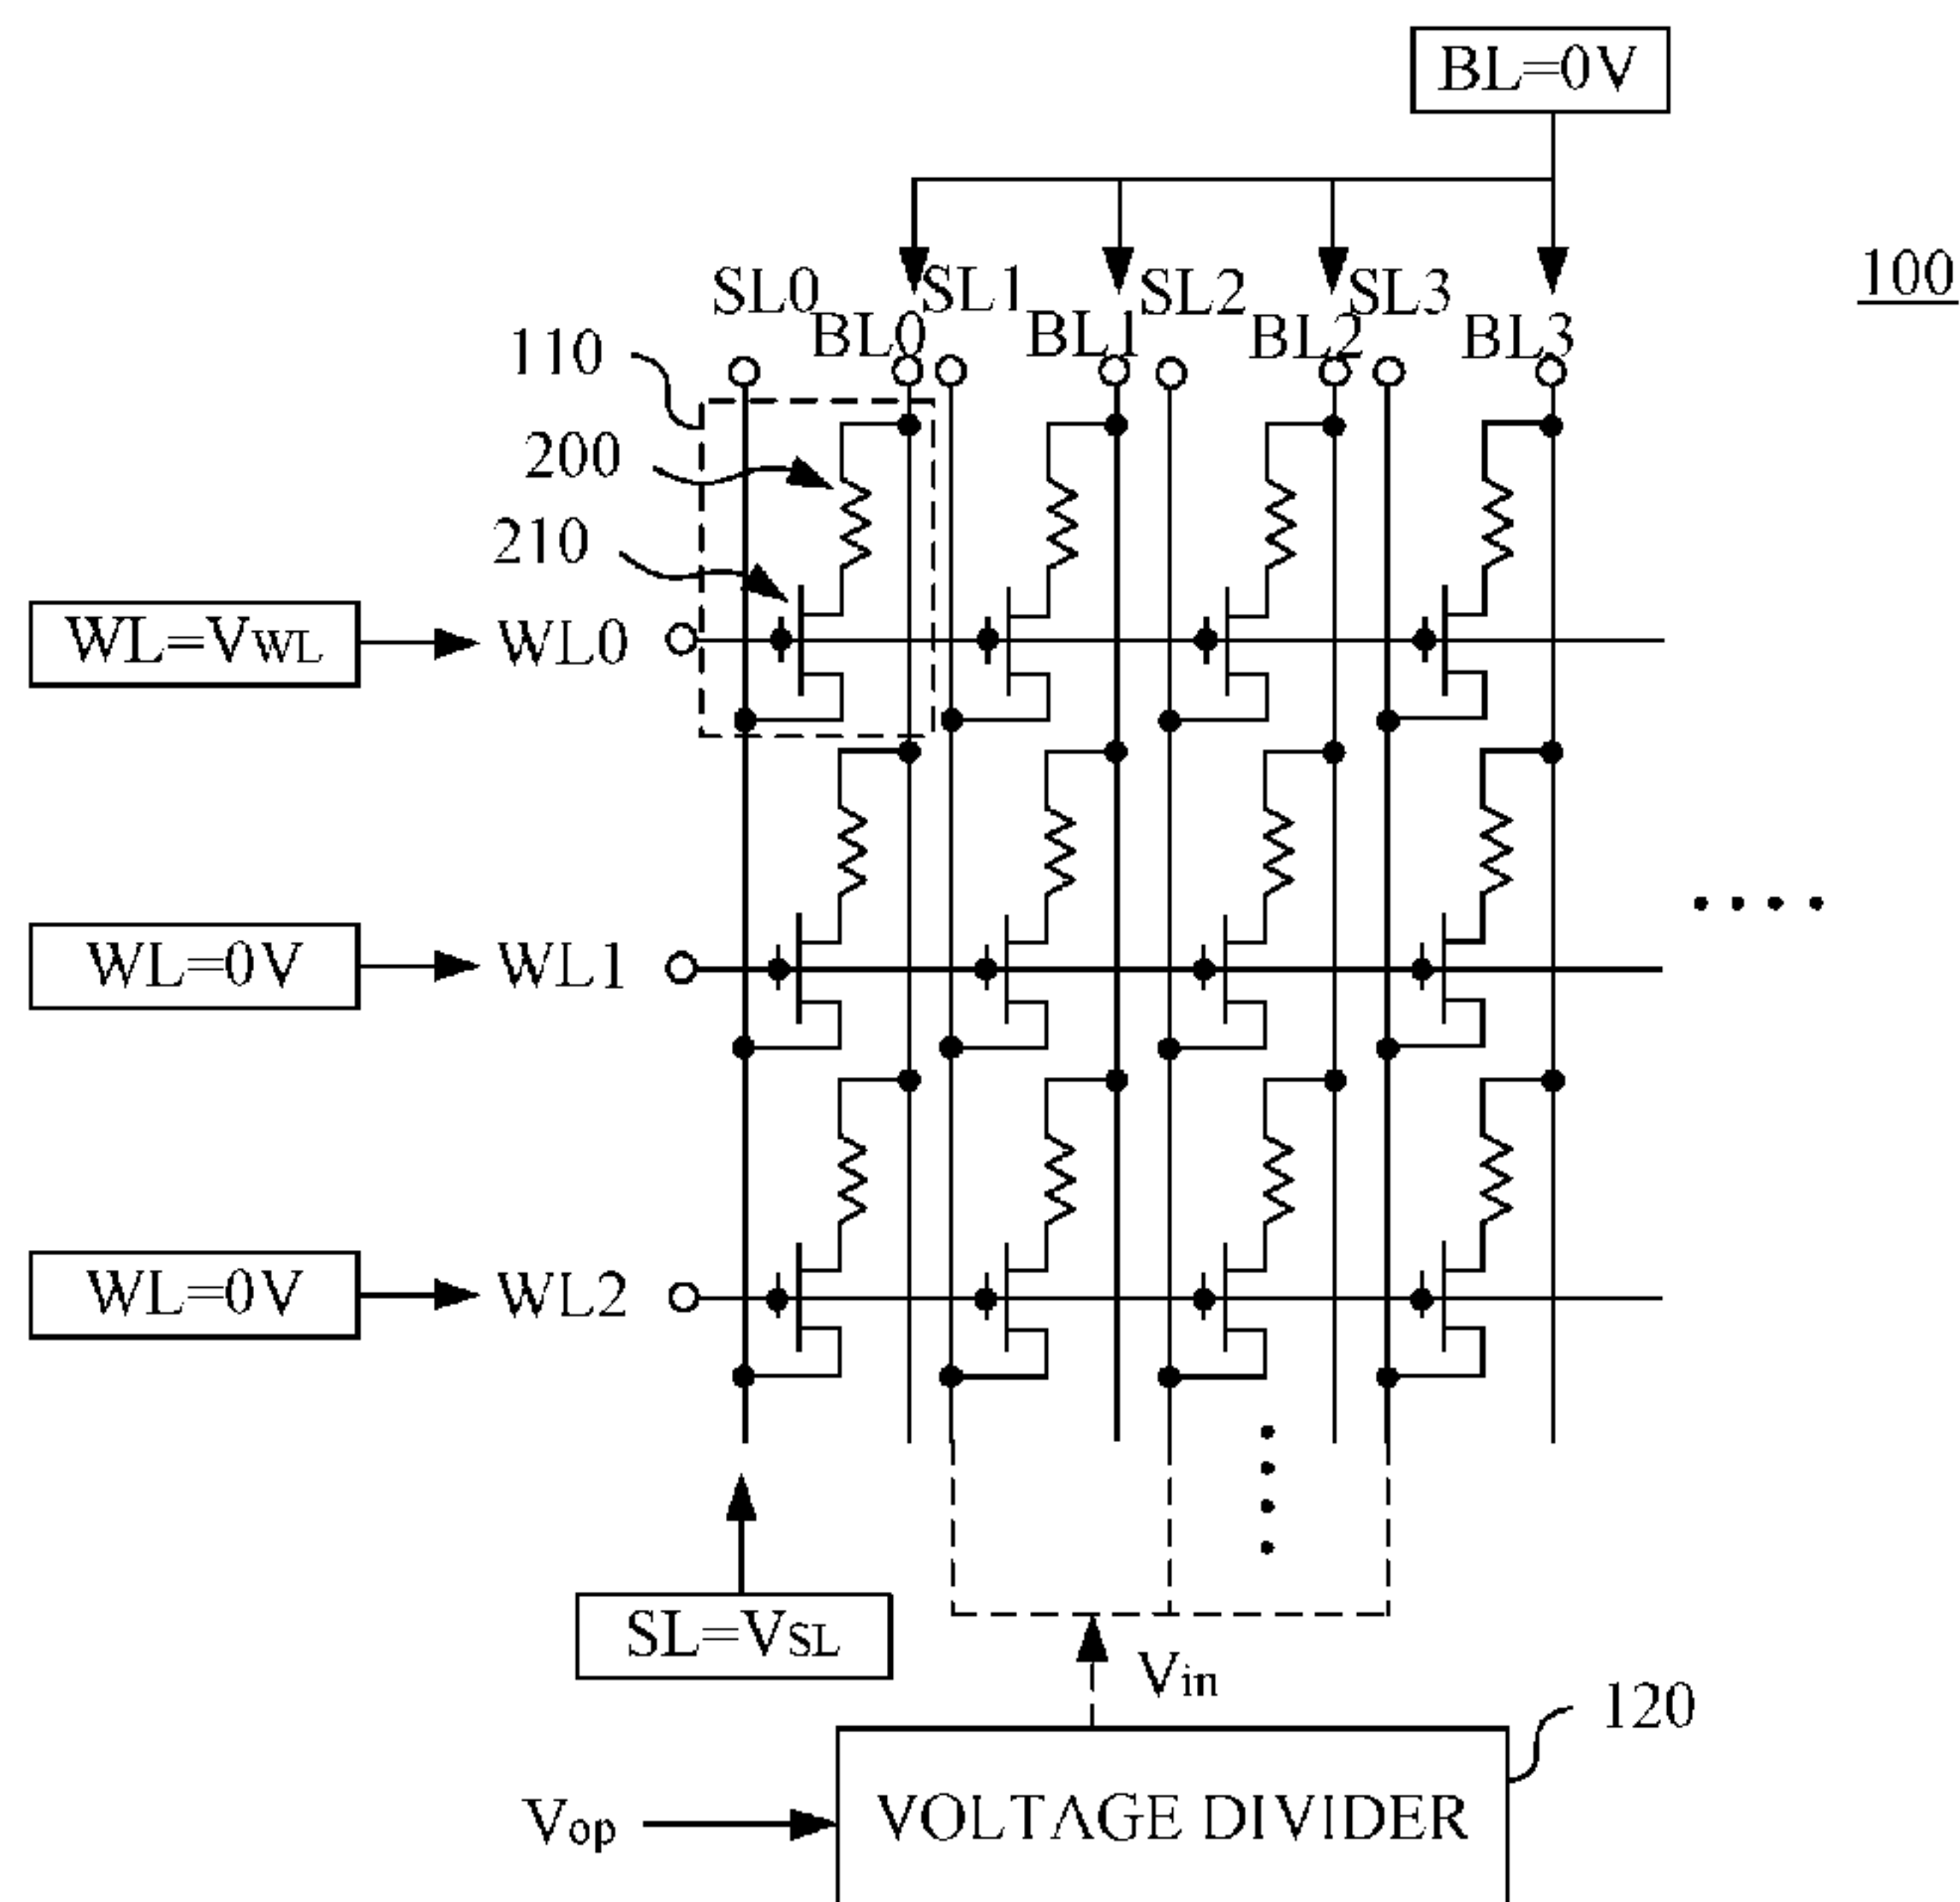 BL=0V
100
SL0 SL1 SL2 SL3
BL0 BL1 BL2 BL3
110
200
210
WL=VWL WL0
WL=0V WL1
WL=0V WL2
SL=VSL
Vin
120
Vop VOLTAGE DIVIDER